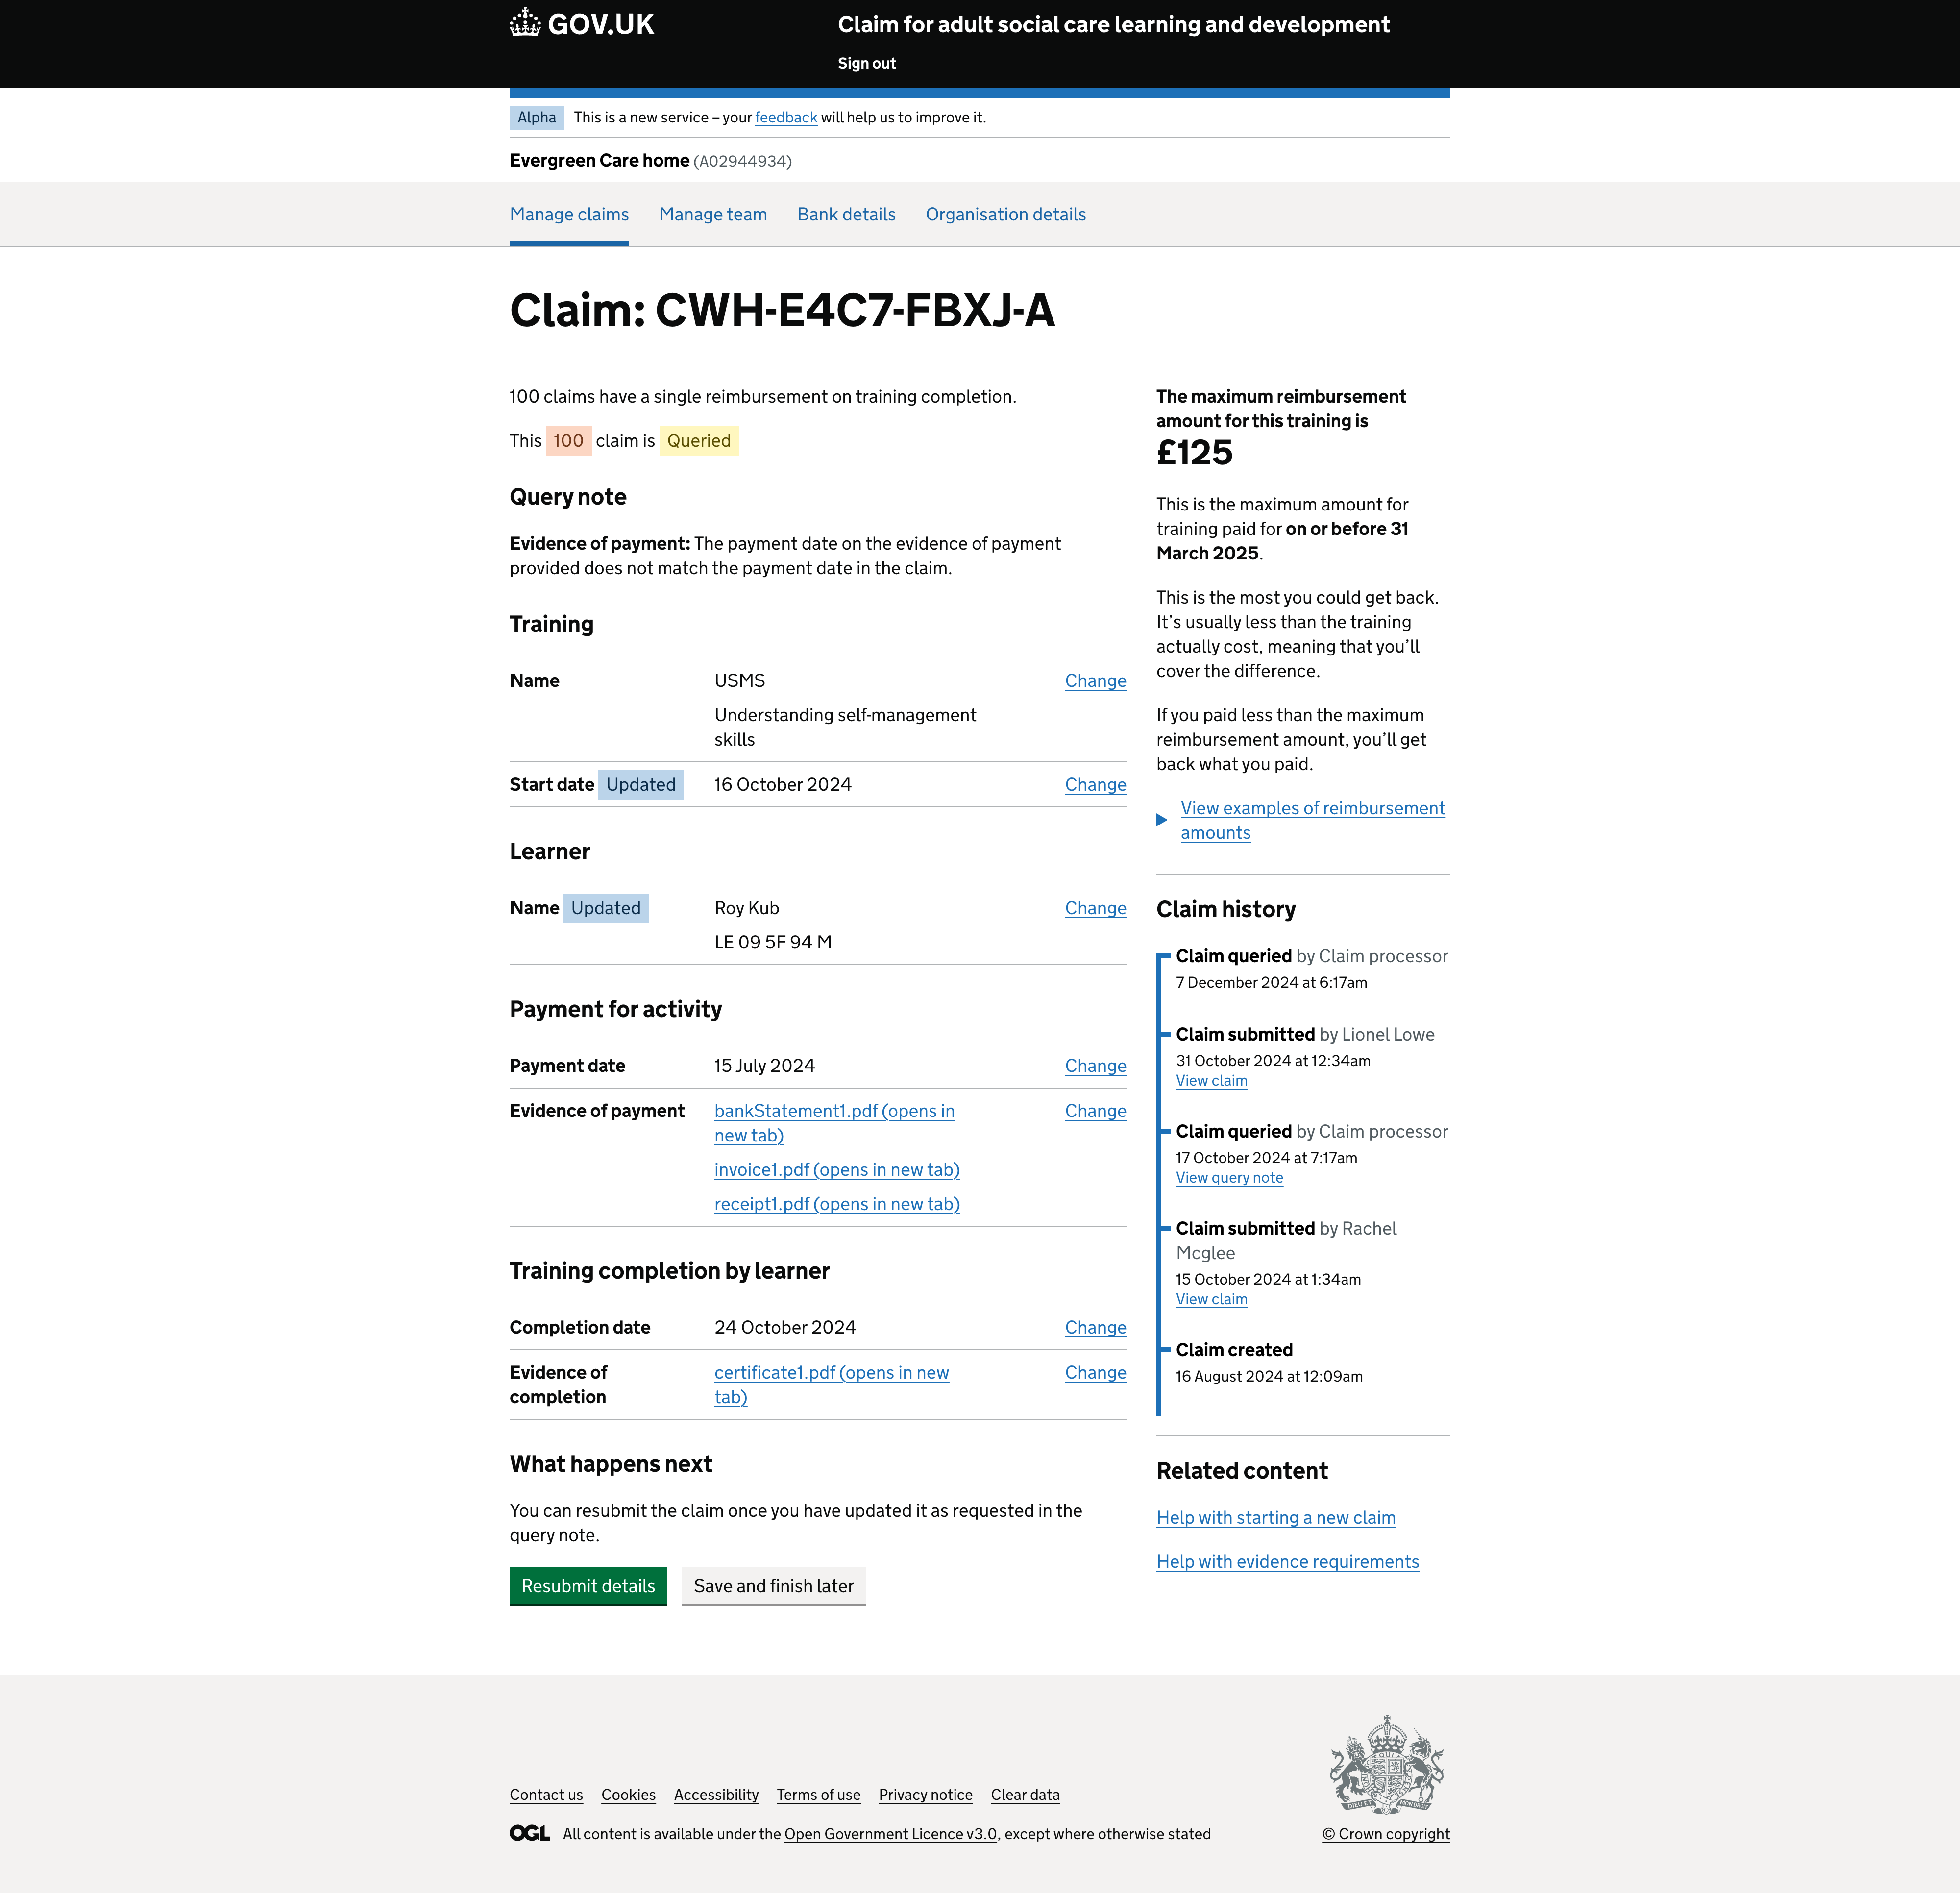 GOV.UK
Claim for adult social care learning and development
Sign out
Alpha
This is a new service – your feedback will help us to improve it.
Evergreen Care home (A02944934)
Manage claims
Manage team
Bank details
Organisation details
Claim: CWH-E4C7-FBXJ-A
100 claims have a single reimbursement on training completion.
This 100 claim is Queried
Query note
Evidence of payment: The payment date on the evidence of payment
provided does not match the payment date in the claim.
Training
Name
USMS
Change
Understanding self-management
skills
Start date Updated
16 October 2024
Change
Learner
Name Updated
Roy Kub
Change
LE 09 5F 94 M
Payment for activity
Payment date
15 July 2024
Change
Evidence of payment
bankStatement1.pdf (opens in
new tab)
Change
invoice1.pdf (opens in new tab)
receipt1.pdf (opens in new tab)
Training completion by learner
Completion date
24 October 2024
Change
Evidence of
completion
certificate1.pdf (opens in new
tab)
Change
What happens next
You can resubmit the claim once you have updated it as requested in the
query note.
Resubmit details
Save and finish later
The maximum reimbursement
amount for this training is
£125
This is the maximum amount for
training paid for on or before 31
March 2025.
This is the most you could get back.
It’s usually less than the training
actually cost, meaning that you’ll
cover the difference.
If you paid less than the maximum
reimbursement amount, you’ll get
back what you paid.
View examples of reimbursement
amounts
Claim history
Claim queried by Claim processor
7 December 2024 at 6:17am
Claim submitted by Lionel Lowe
31 October 2024 at 12:34am
View claim
Claim queried by Claim processor
17 October 2024 at 7:17am
View query note
Claim submitted by Rachel
Mcglee
15 October 2024 at 1:34am
View claim
Claim created
16 August 2024 at 12:09am
Related content
Help with starting a new claim
Help with evidence requirements
Contact us
Cookies
Accessibility
Terms of use
Privacy notice
Clear data
OGL
All content is available under the Open Government Licence v3.0, except where otherwise stated
© Crown copyright